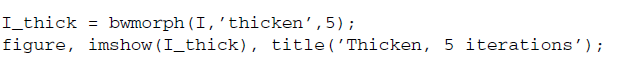 I_thick = bwmorph(I,’thicken’,5);
figure, imshow(I_thick), title(’Thicken, 5 iterations’);